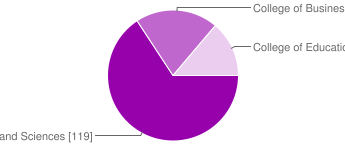 College of Busines
College of Educatio
and Sciences [119]